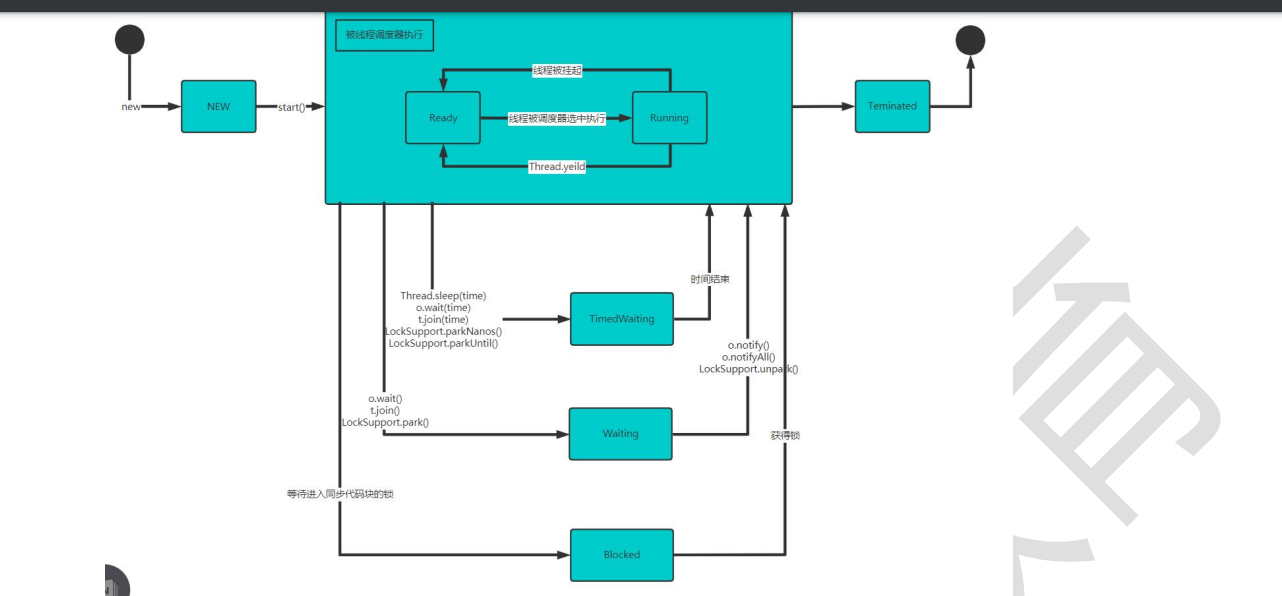 被线程调度器执行
线程被挂起
new
NEW
start()
Ready
线程被调度器选中执行
Running
Teminated
Thread.yeild
时间结束
Thread.sleep(time)
o.wait(time)
t.join(time)
LockSupport.parkNanos()
LockSupport.parkUntil()
TimedWaiting
o.notify()
o.notifyAll()
LockSupport.unpark()
o.wait()
t.join()
LockSupport.park()
Waiting
获得锁
等待进入同步代码块的锁
Blocked